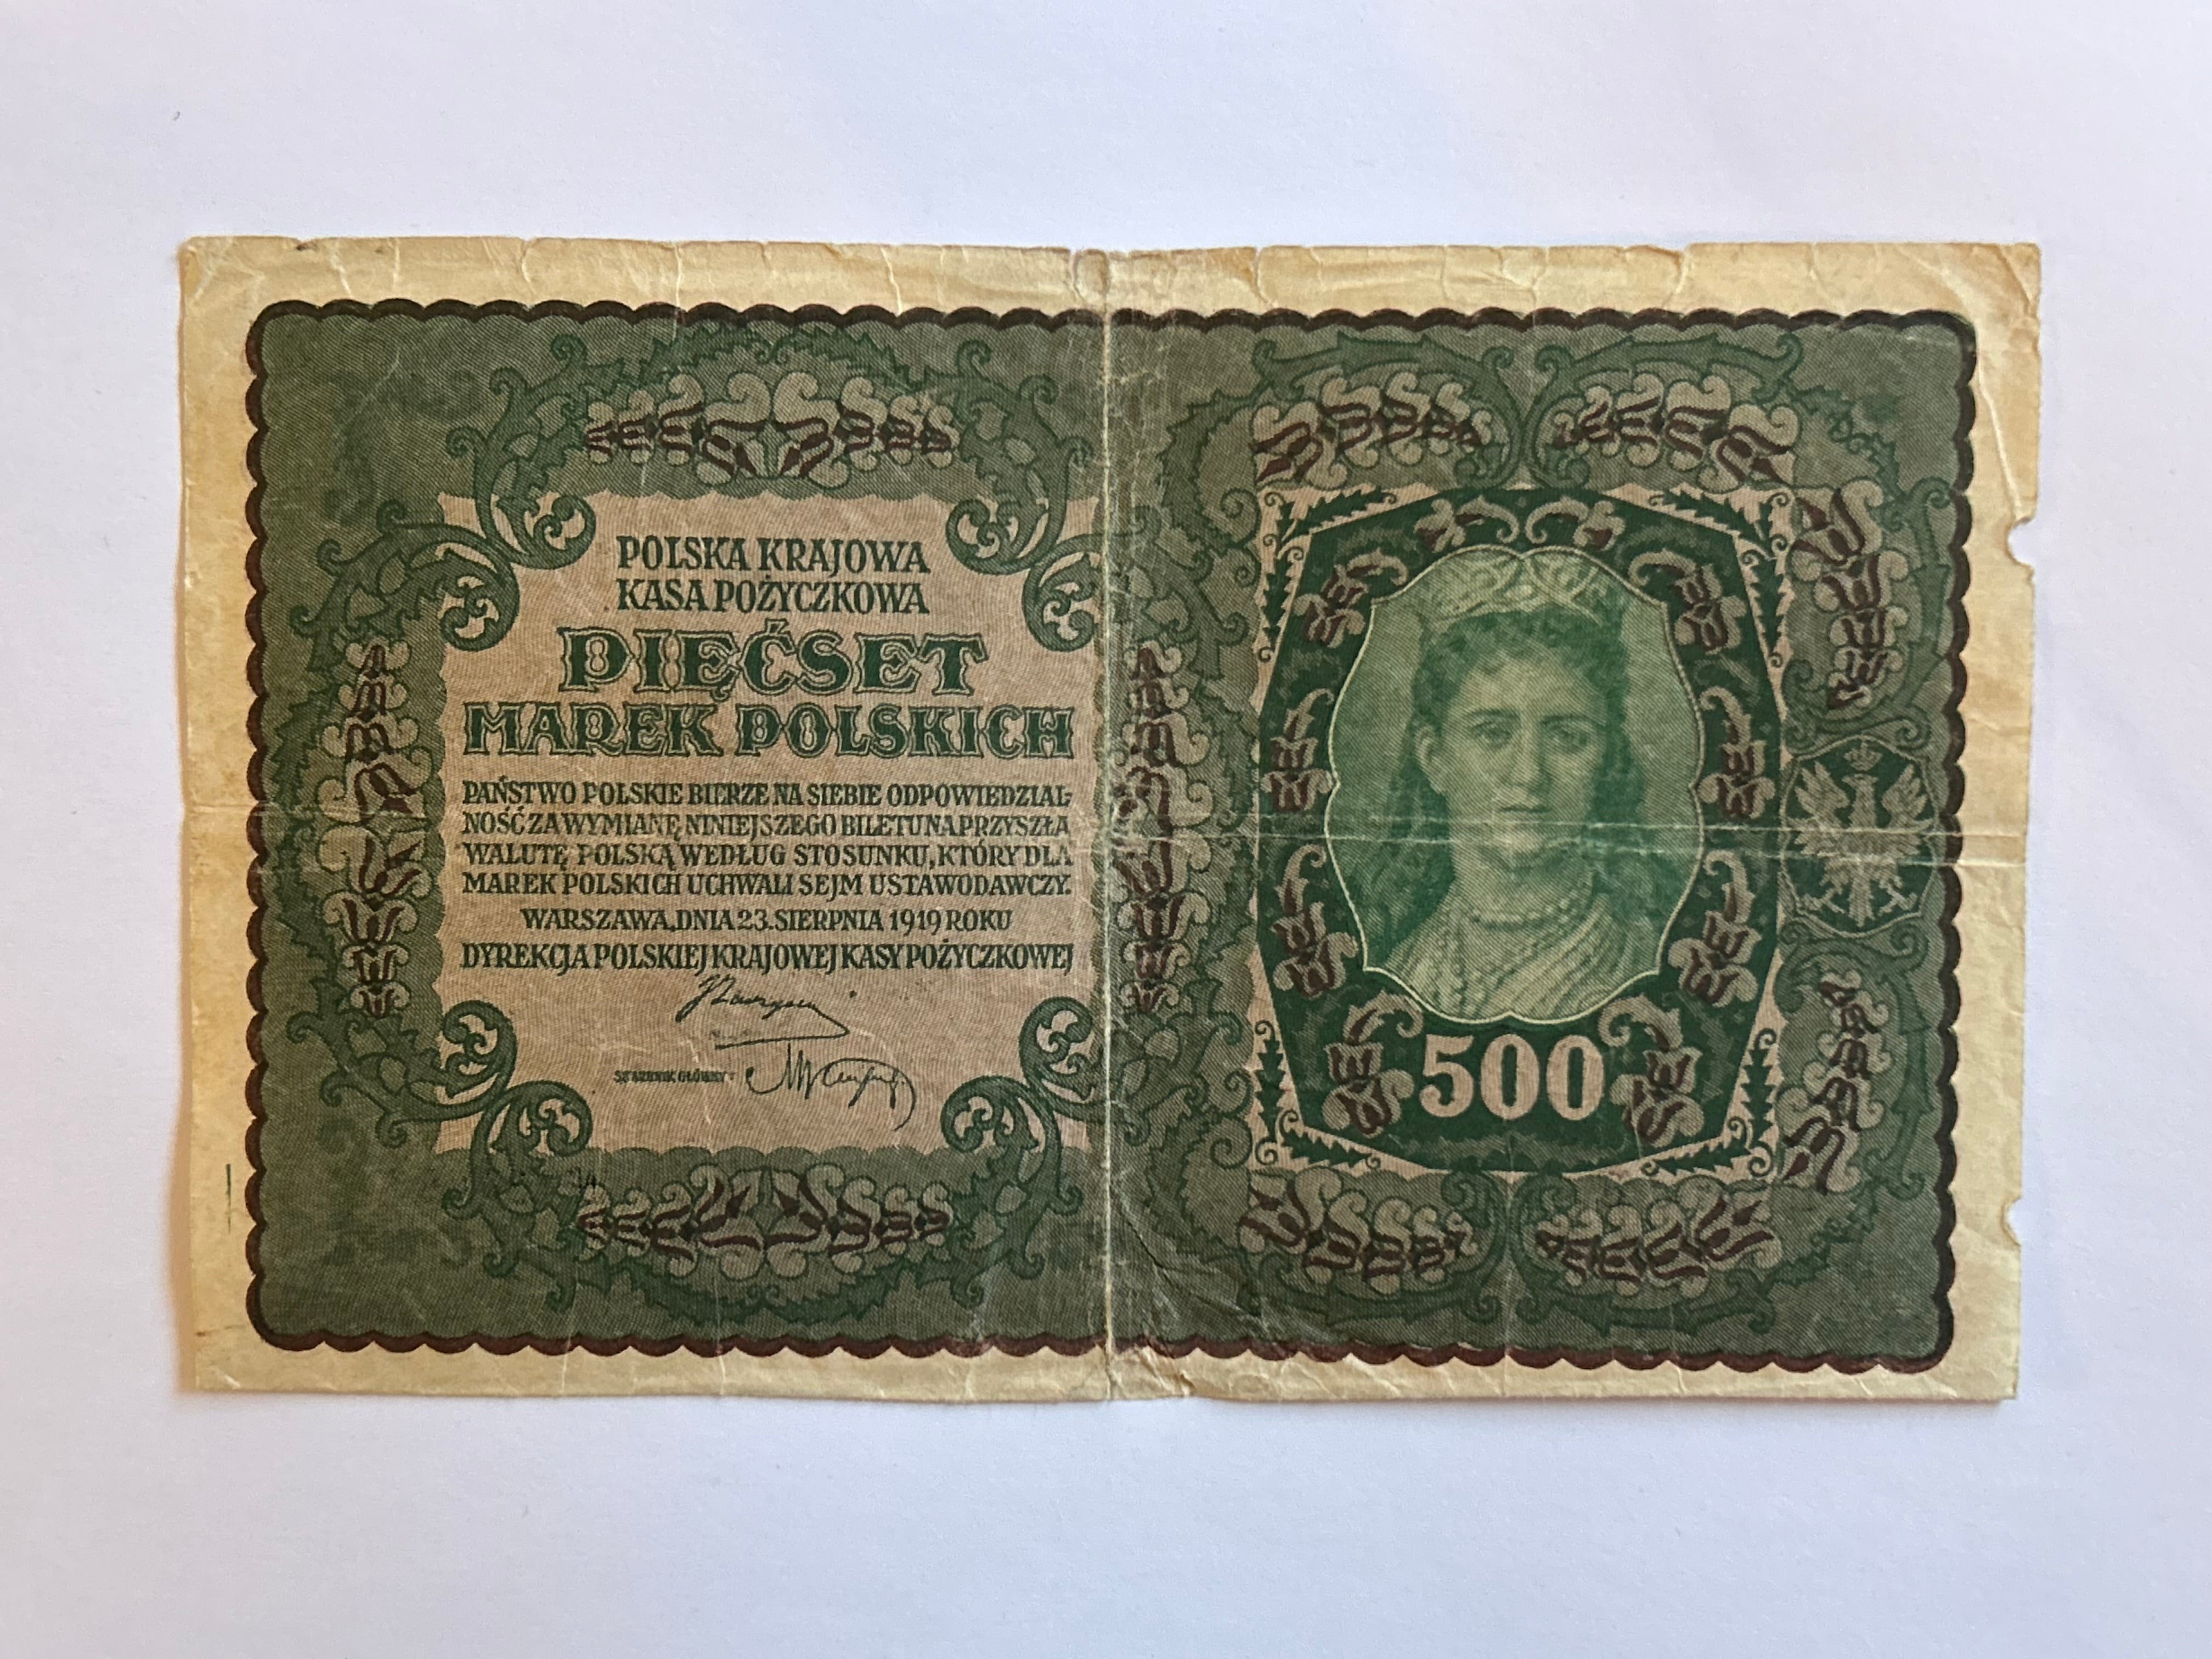 POLSKA KRAJOWA
KASA POŻYCZKOWA
PIĘĆSET
MAREK POLSKICH
PAŃSTWO POLSKIE BIERZE NA SIEBIE ODPOWIEDZIAL-
NOŚĆ ZA WYMIANĘ NINIEJSZEGO BILETU NA PRZYSZŁĄ
WALUTĘ POLSKĄ WEDŁUG STOSUNKU, KTÓRY DLA
MAREK POLSKICH UCHWALI SEJM USTAWODAWCZY.
WARSZAWA, DNIA 23. SIERPNIA 1919 ROKU
DYREKCJA POLSKIEJ KRAJOWEJ KASY POŻYCZKOWEJ
SKARBNIK GŁÓWNY:
500